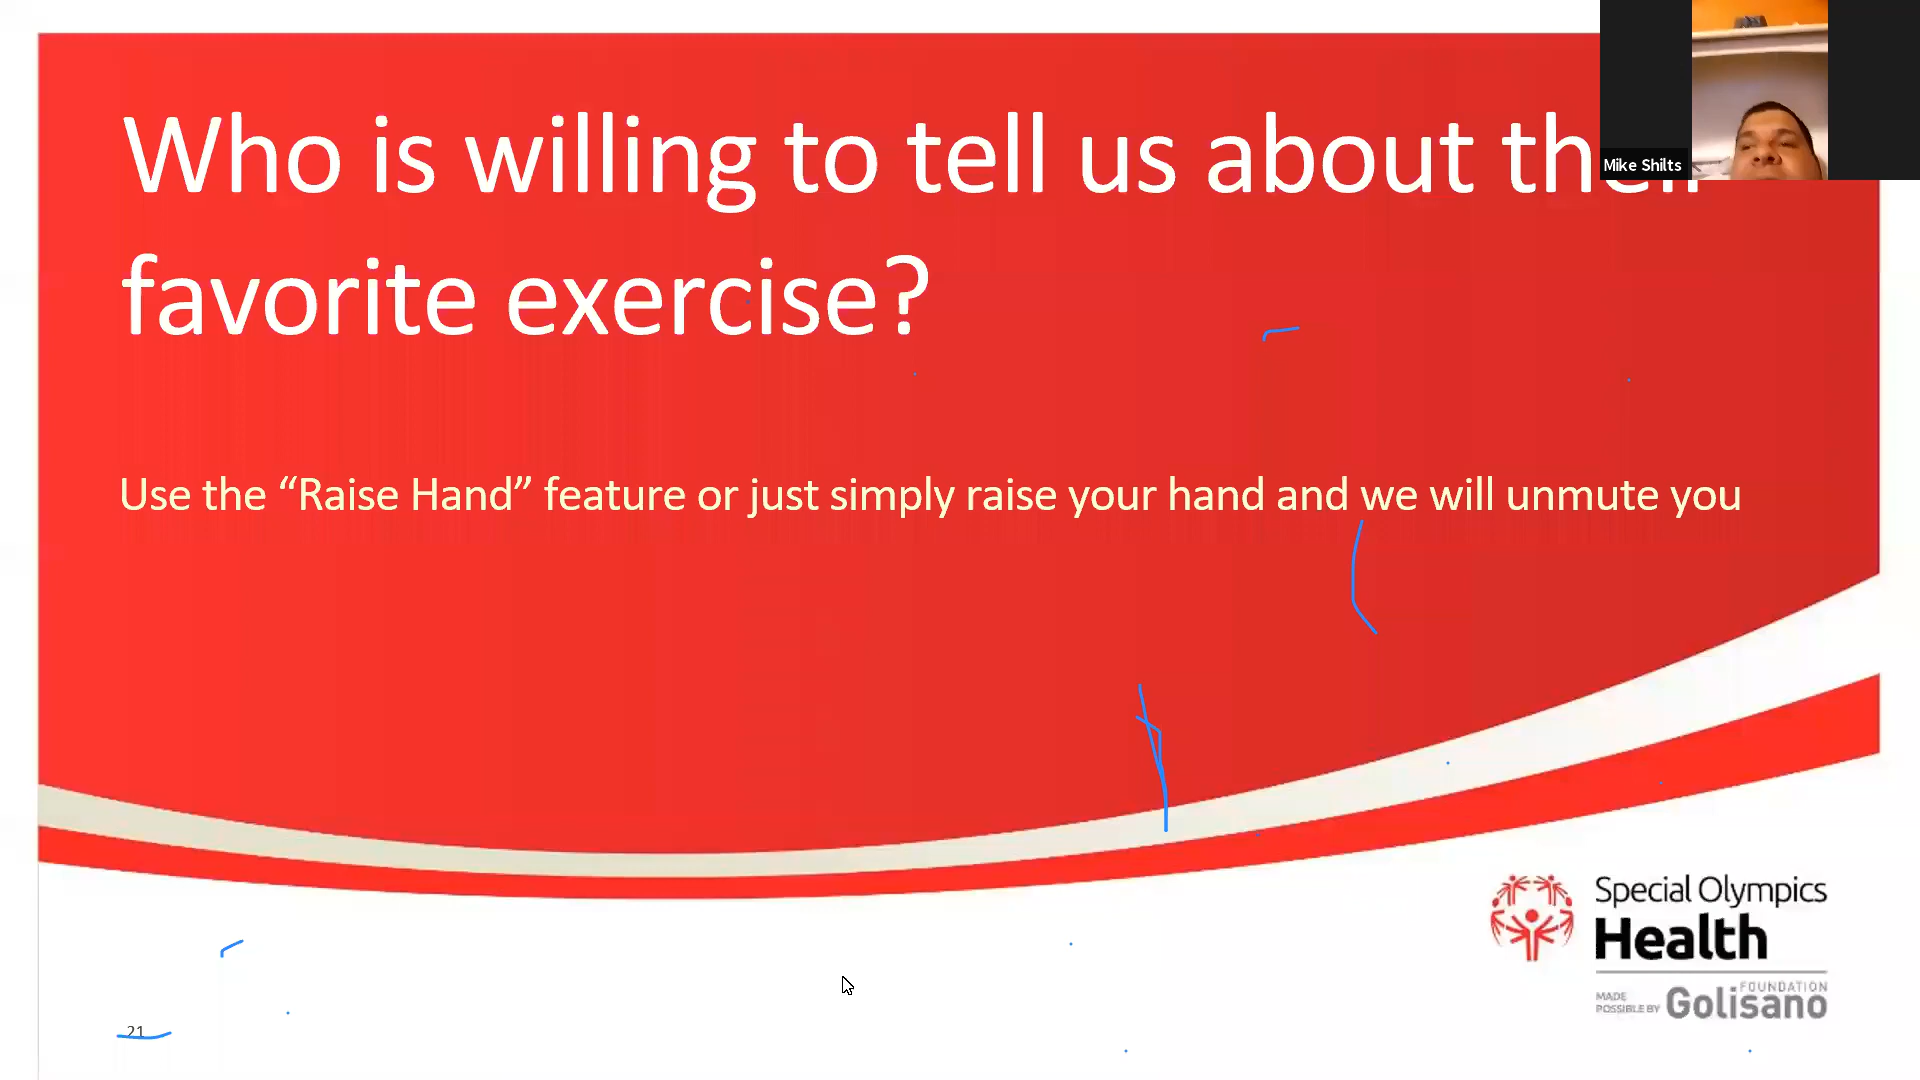 Who is willing to tell us about their
favorite exercise?
Mike Shilts
Use the “Raise Hand” feature or just simply raise your hand and we will unmute you
Special Olympics
Health
MADE
POSSIBLE BY
FOUNDATION
Golisano
21